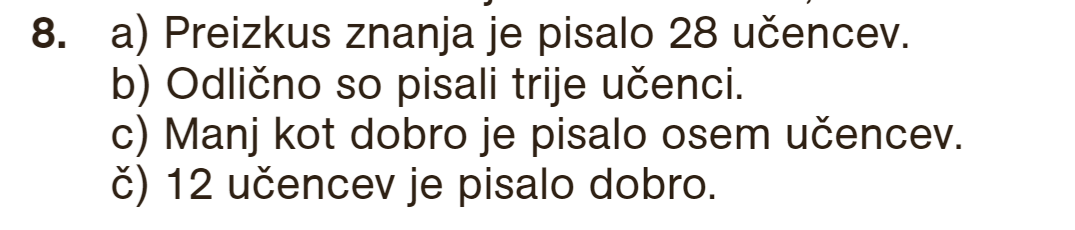 8. a) Preizkus znanja je pisalo 28 učencev.
b) Odlično so pisali trije učenci.
c) Manj kot dobro je pisalo osem učencev.
č) 12 učencev je pisalo dobro.